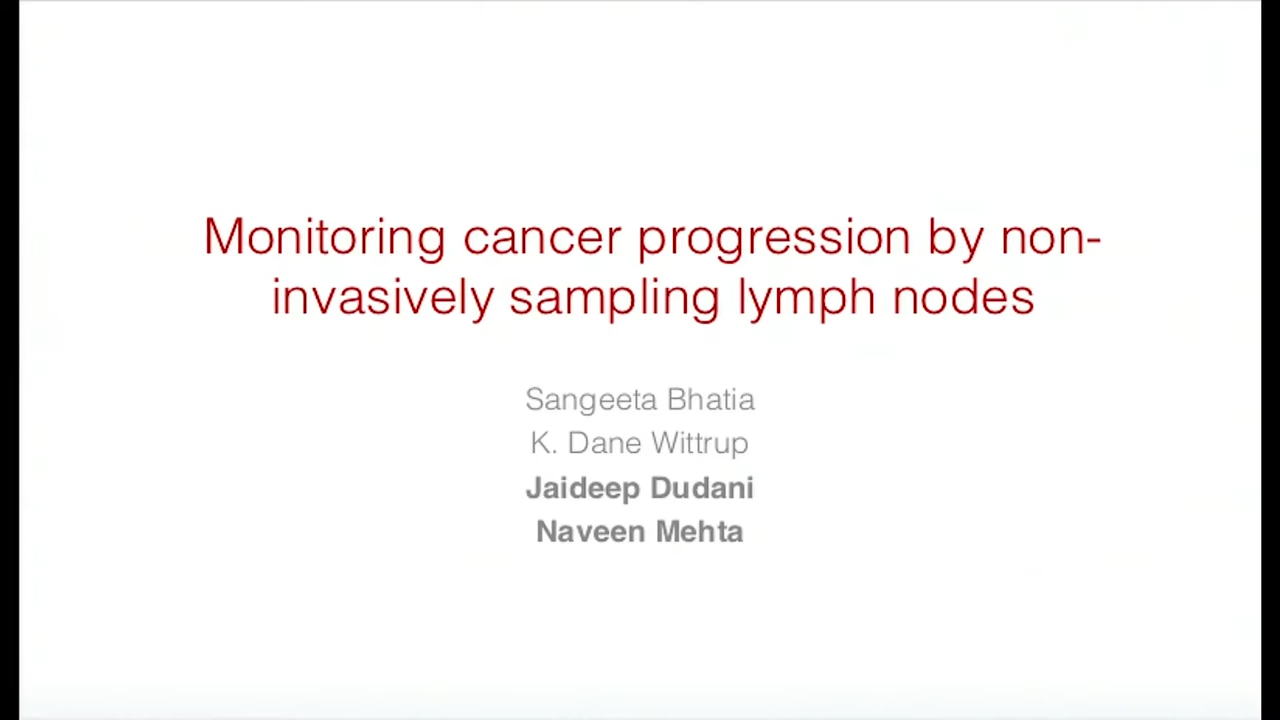 Monitoring cancer progression by non-
invasively sampling lymph nodes
Sangeeta Bhatia
K. Dane Wittrup
Jaideep Dudani
Naveen Mehta